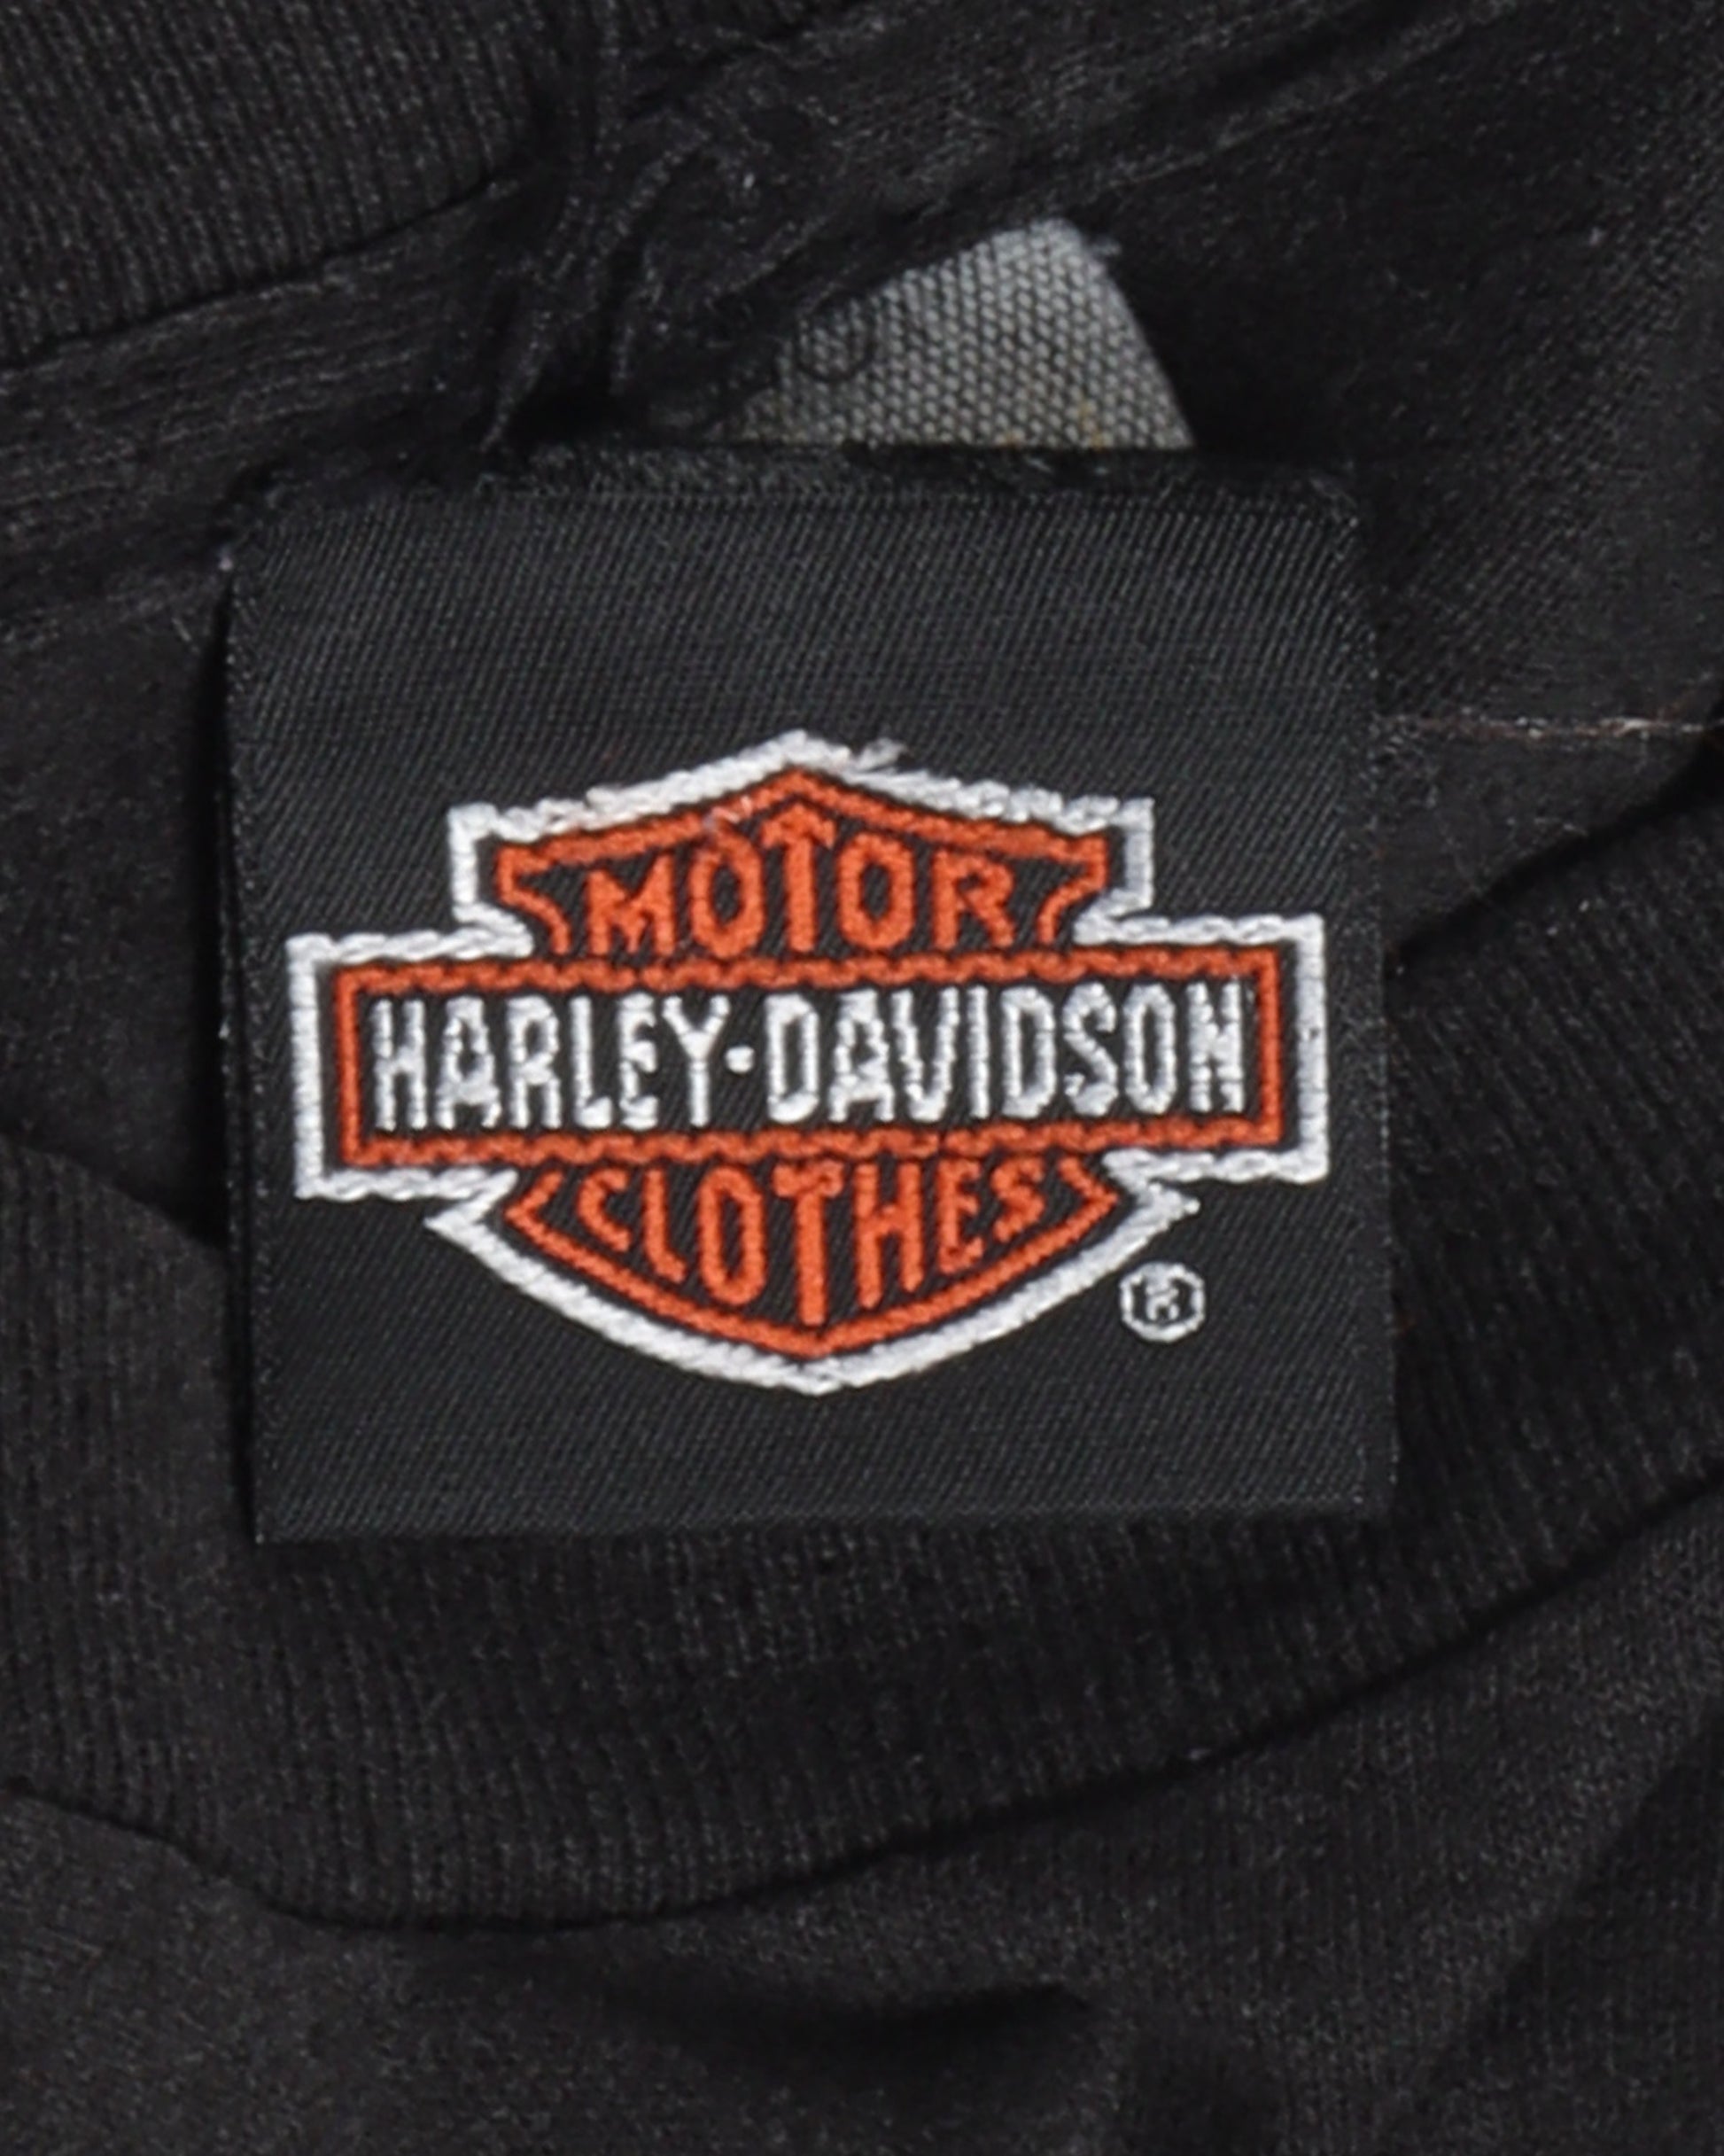 MOTOR
HARLEY-DAVIDSON
CLOTHES
®